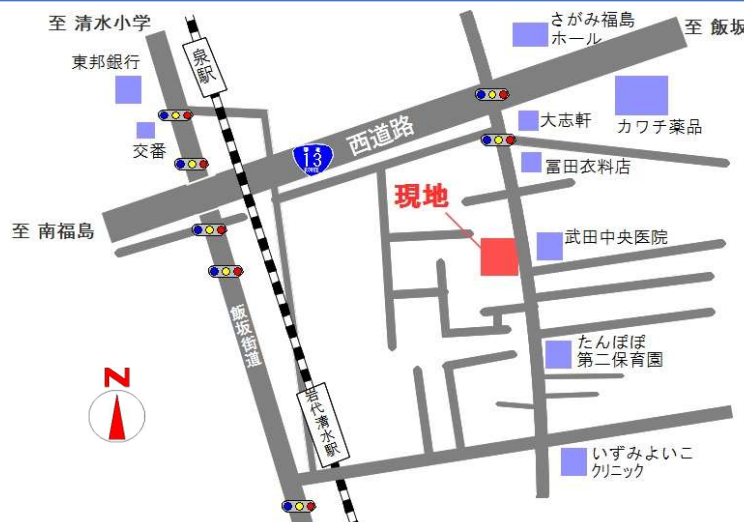 至 清水小学
東邦銀行
交番
泉駅
さがみ福島
ホール
至 飯坂
カワチ薬品
大志軒
冨田衣料店
西道路
13
現地
武田中央医院
至 南福島
飯坂街道
たんぽぽ
第二保育園
岩代清水駅
いずみよいこ
クリニック
N